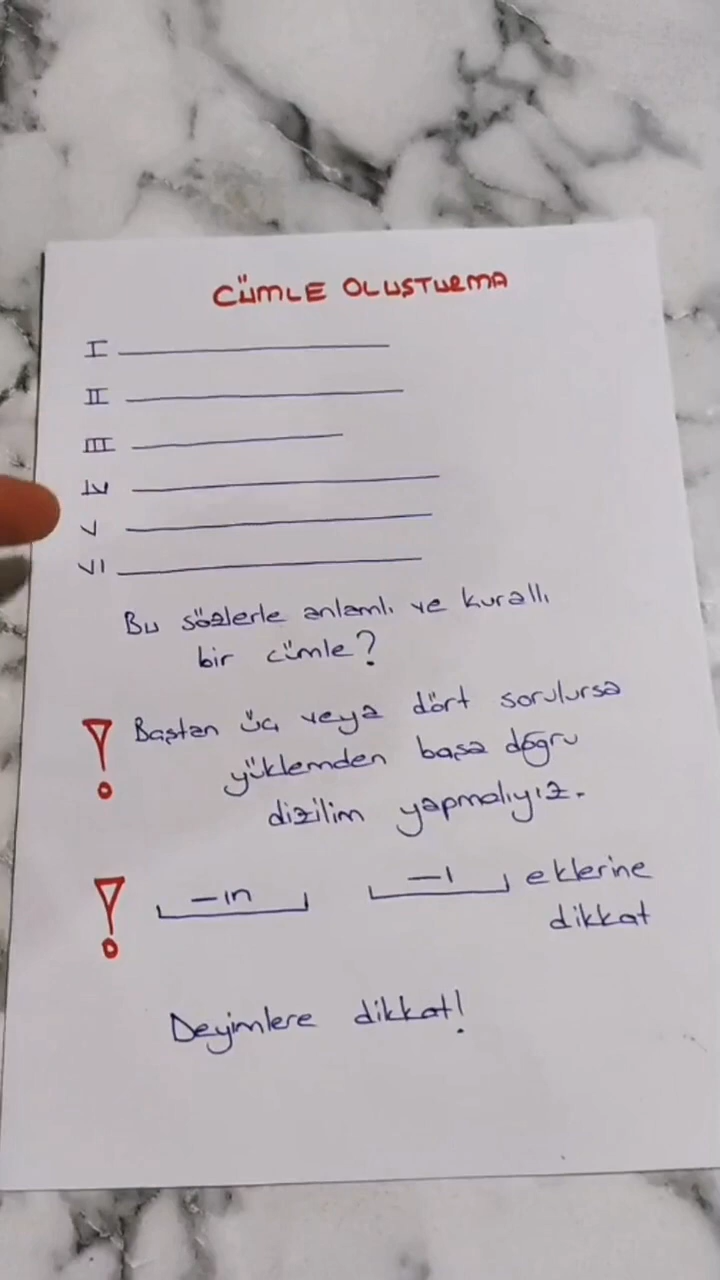 CÜMLE OLUŞTURMA
I
II
III
IV
V
VI
Bu sözlerle anlamlı ve kurallı
bir cümle?
! Baştan üç veya dört sorulursa
yüklemden başa doğru
dizilim yapmalıyız.
! -ın -ı eklerine
dikkat
Deyimlere dikkat!